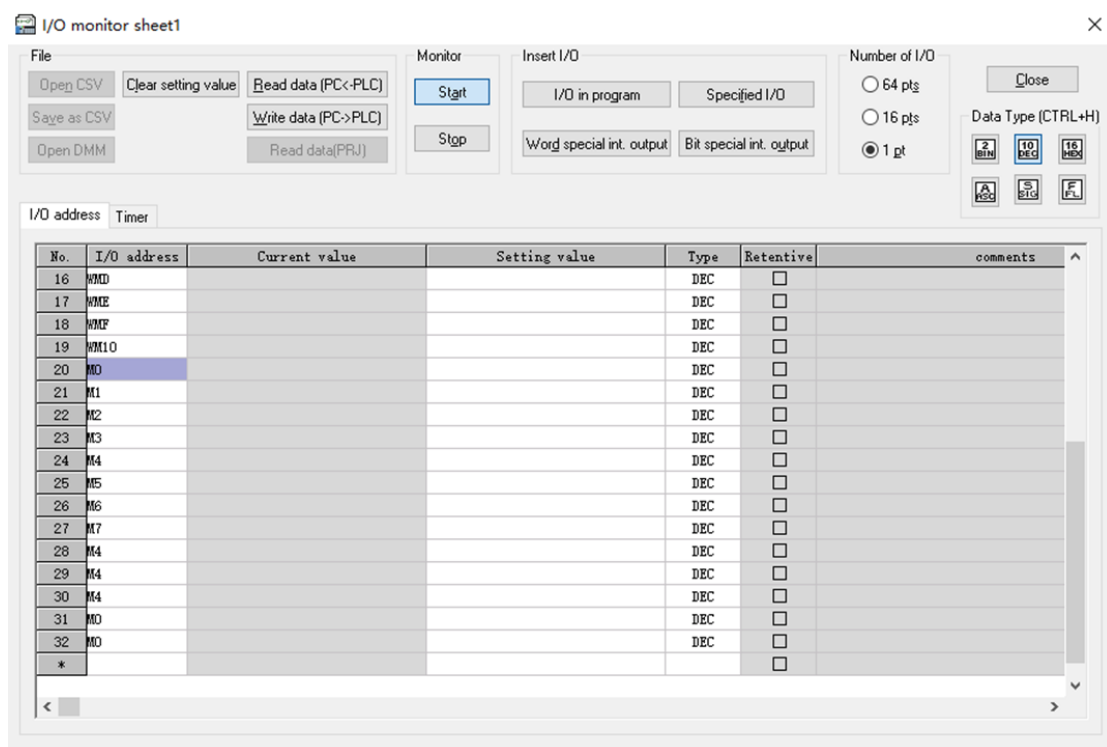 I/O monitor sheet1
File
Open CSV Clear setting value Read data (PC<-PLC)
Save as CSV Write data (PC->PLC)
Open DMM Read data(PRJ)
Monitor
Start
Stop
Insert I/O
I/O in program Specified I/O
Word special int. output Bit special int. output
Number of I/O
64 pts
16 pts
1 pt
Close
Data Type (CTRL+H)
2 BIN 10 DEC 16 HEX
A ASC S SIG F FL
I/O address Timer
No. I/O address Current value Setting value Type Retentive comments
16 WMD DEC
17 WME DEC
18 WMF DEC
19 WM10 DEC
20 M0 DEC
21 M1 DEC
22 M2 DEC
23 M3 DEC
24 M4 DEC
25 M5 DEC
26 M6 DEC
27 M7 DEC
28 M4 DEC
29 M4 DEC
30 M4 DEC
31 M0 DEC
32 M0 DEC
*